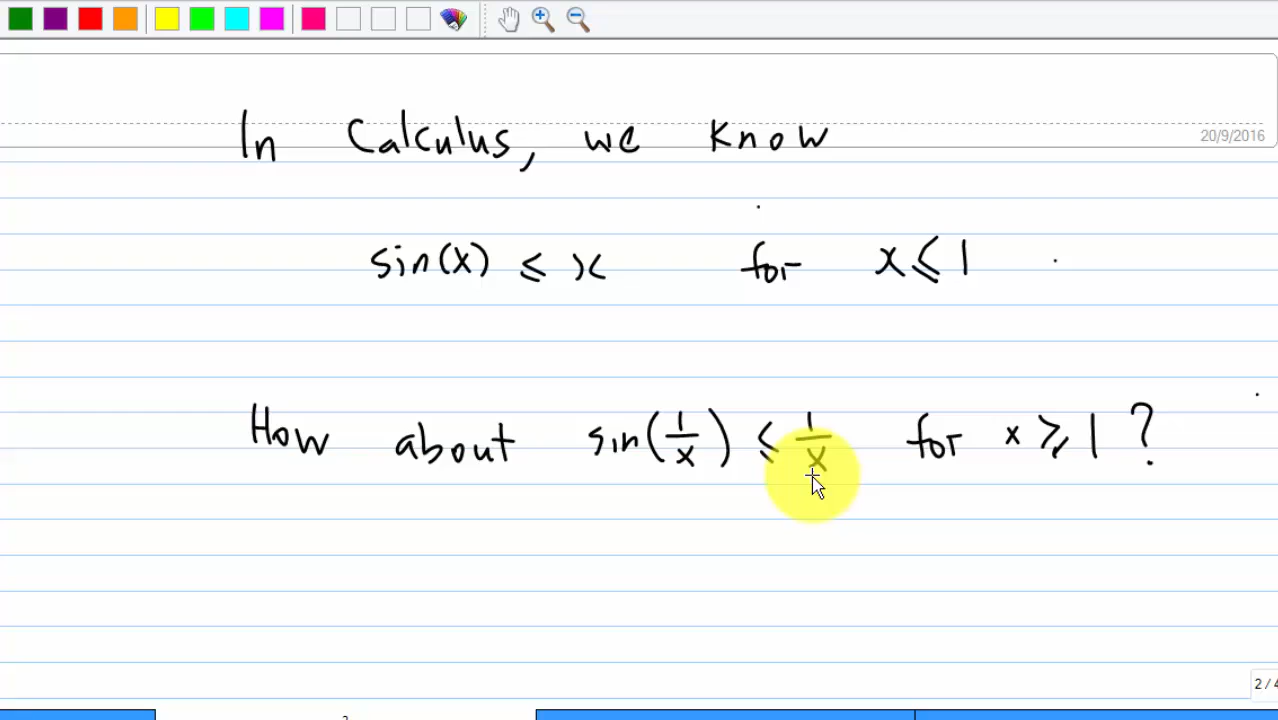 In Calculus, we know
20/9/2016
sin(x) ⩽ x for x ⩽ 1
How about sin(1/x) ⩽ 1/x for x ⩾ 1?
2 / 4